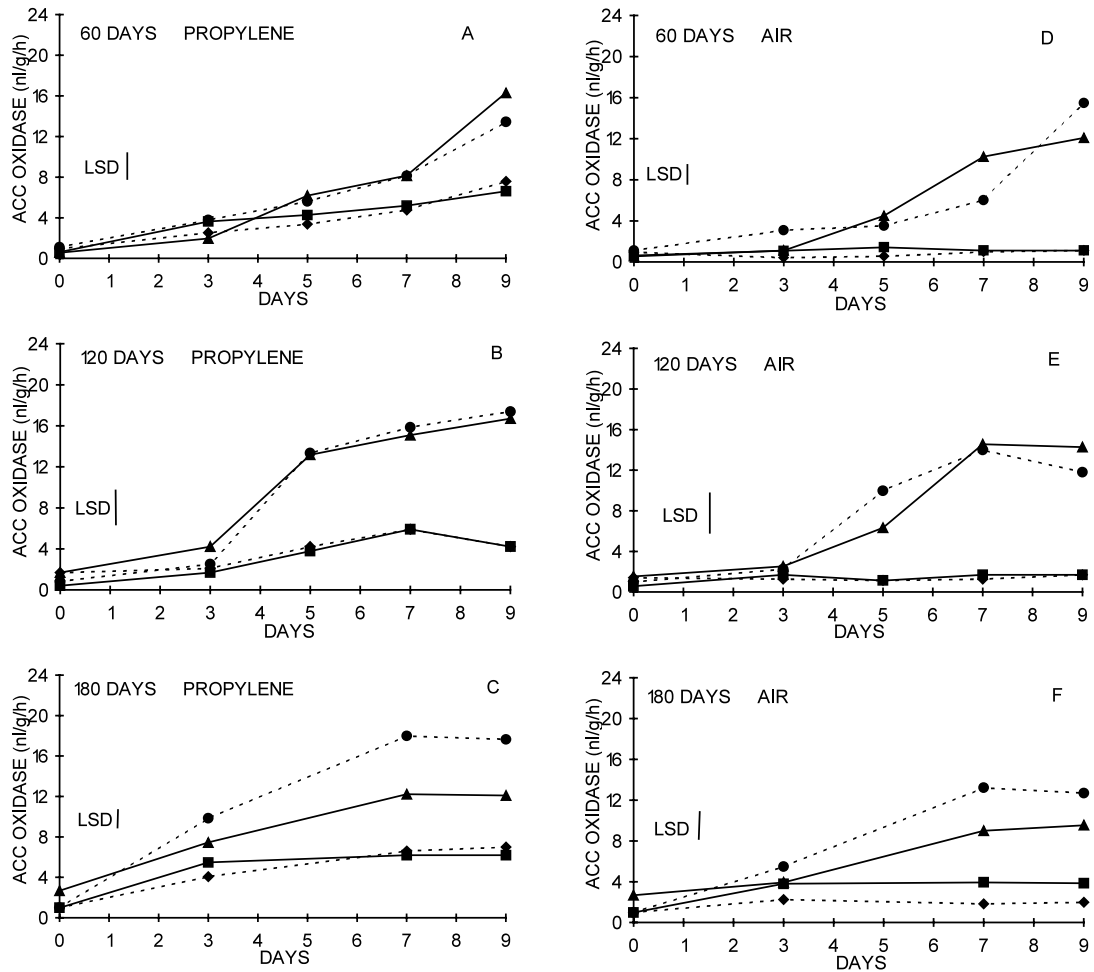 60 DAYS PROPYLENE A
ACC OXIDASE (nl/g/h)
24
20
16
12
8
4
0
LSD
0 1 2 3 4 5 6 7 8 9
DAYS
60 DAYS AIR D
ACC OXIDASE (nl/g/h)
24
20
16
12
8
4
0
LSD
0 1 2 3 4 5 6 7 8 9
DAYS
120 DAYS PROPYLENE B
ACC OXIDASE (nl/g/h)
24
20
16
12
8
4
0
LSD
0 1 2 3 4 5 6 7 8 9
DAYS
120 DAYS AIR E
ACC OXIDASE (nl/g/h)
24
20
16
12
8
4
0
LSD
0 1 2 3 4 5 6 7 8 9
DAYS
180 DAYS PROPYLENE C
ACC OXIDASE (nl/g/h)
24
20
16
12
8
4
0
LSD
0 1 2 3 4 5 6 7 8 9
DAYS
180 DAYS AIR F
ACC OXIDASE (nl/g/h)
24
20
16
12
8
4
0
LSD
0 1 2 3 4 5 6 7 8 9
DAYS